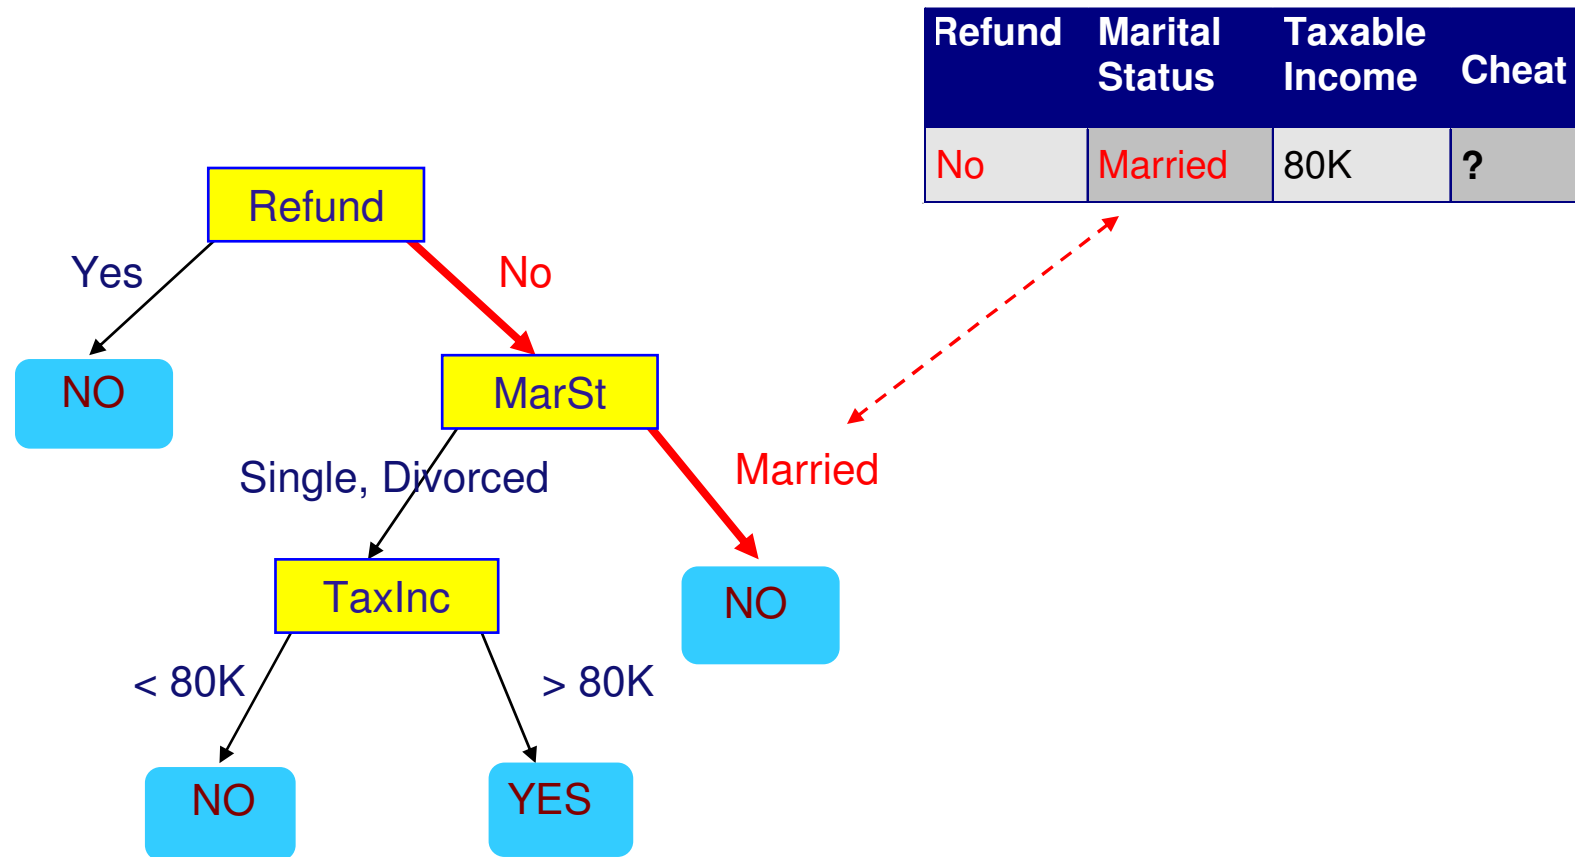 Refund Marital Status Taxable Income Cheat
No Married 80K ?
Refund
Yes No
NO
MarSt
Single, Divorced Married
TaxInc
NO
< 80K > 80K
NO YES